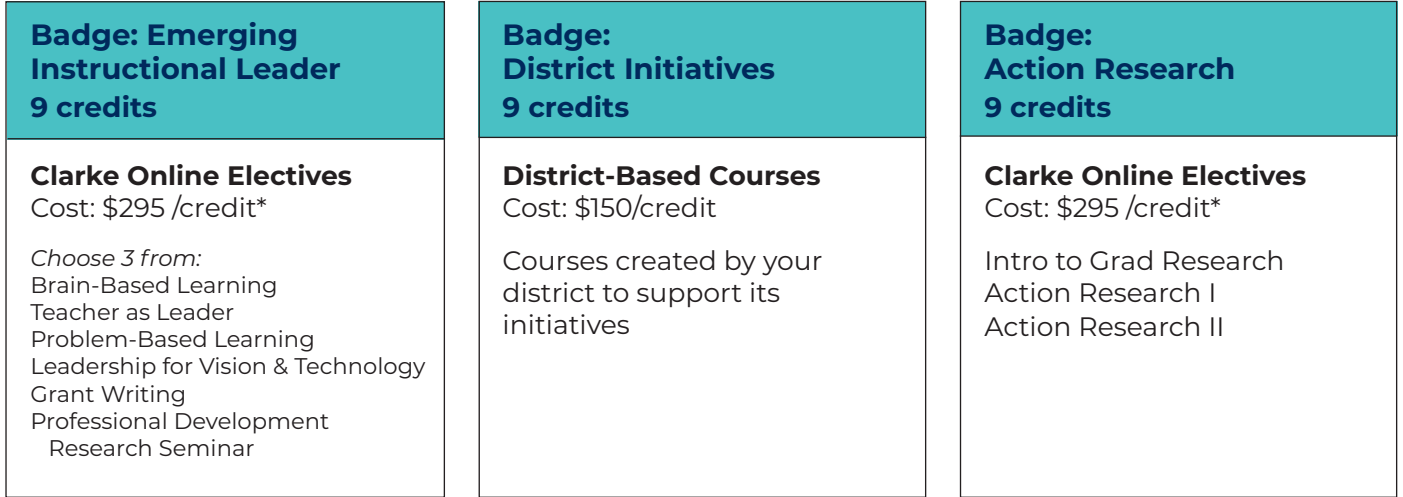 Badge: Emerging
Instructional Leader
9 credits
Clarke Online Electives
Cost: $295 /credit*
Choose 3 from:
Brain-Based Learning
Teacher as Leader
Problem-Based Learning
Leadership for Vision & Technology
Grant Writing
Professional Development
Research Seminar
Badge:
District Initiatives
9 credits
District-Based Courses
Cost: $150/credit
Courses created by your
district to support its
initiatives
Badge:
Action Research
9 credits
Clarke Online Electives
Cost: $295 /credit*
Intro to Grad Research
Action Research I
Action Research II